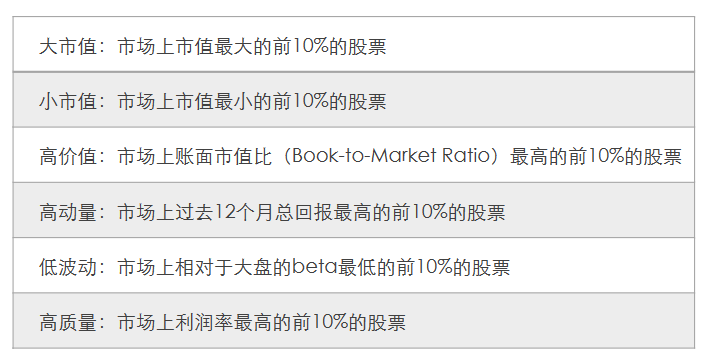 大市值：市场上市值最大的前10%的股票
小市值：市场上市值最小的前10%的股票
高价值：市场上账面市值比（Book-to-Market Ratio）最高的前10%的股票
高动量：市场上过去12个月总回报最高的前10%的股票
低波动：市场上相对于大盘的beta最低的前10%的股票
高质量：市场上利润率最高的前10%的股票